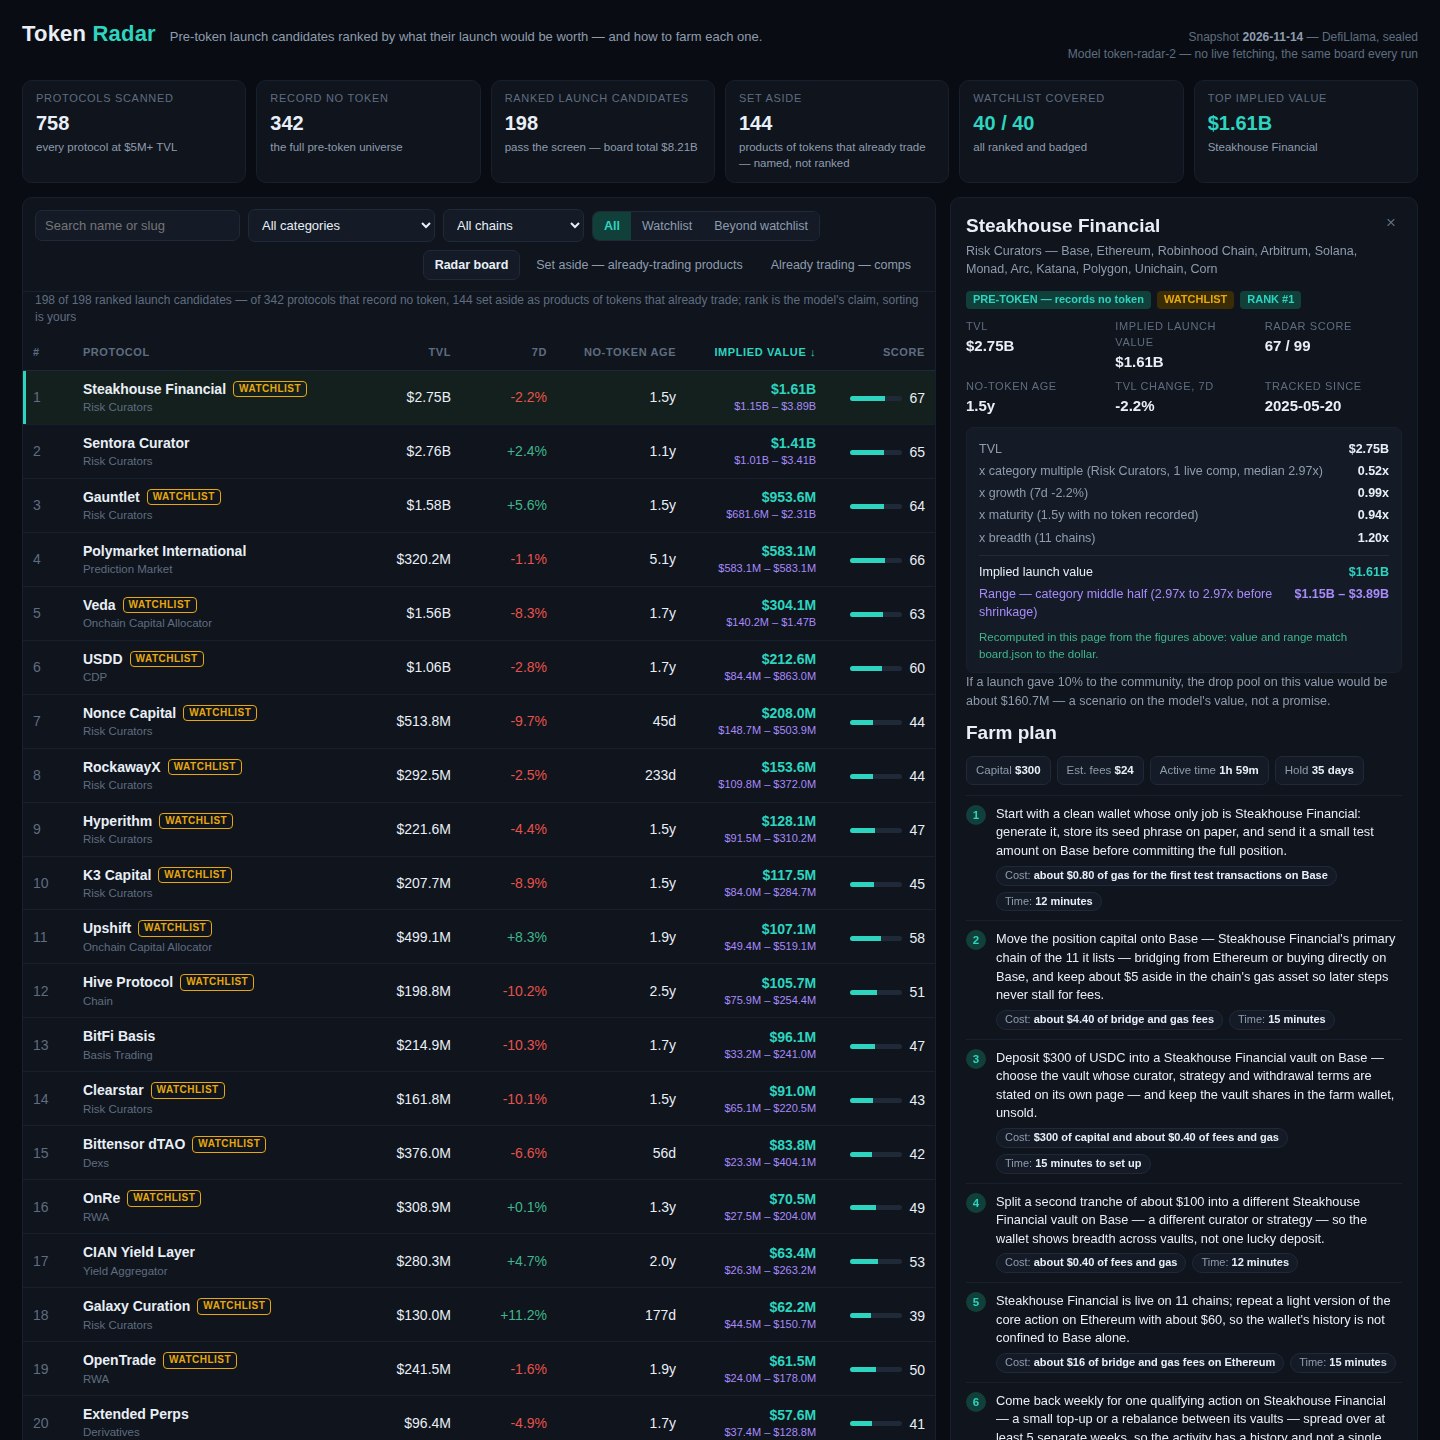 Token Radar Pre-token launch candidates ranked by what their launch would be worth — and how to farm each one.
Snapshot 2026-11-14 — DefiLlama, sealed
Model token-radar-2 — no live fetching, the same board every run
PROTOCOLS SCANNED
758
every protocol at $5M+ TVL
RECORD NO TOKEN
342
the full pre-token universe
RANKED LAUNCH CANDIDATES
198
pass the screen — board total $8.21B
SET ASIDE
144
products of tokens that already trade
— named, not ranked
WATCHLIST COVERED
40 / 40
all ranked and badged
TOP IMPLIED VALUE
$1.61B
Steakhouse Financial
Search name or slug All categories All chains All Watchlist Beyond watchlist
Radar board Set aside — already-trading products Already trading — comps
198 of 198 ranked launch candidates — of 342 protocols that record no token, 144 set aside as products of tokens that already trade; rank is the model's claim, sorting
is yours
# PROTOCOL TVL 7D NO-TOKEN AGE IMPLIED VALUE ↓ SCORE
1 Steakhouse Financial WATCHLIST $2.75B -2.2% 1.5y $1.61B 67
Risk Curators $1.15B – $3.89B
2 Sentora Curator $2.76B +2.4% 1.1y $1.41B 65
Risk Curators $1.01B – $3.41B
3 Gauntlet WATCHLIST $1.58B +5.6% 1.5y $953.6M 64
Risk Curators $681.6M – $2.31B
4 Polymarket International $320.2M -1.1% 5.1y $583.1M 66
Prediction Market $583.1M – $583.1M
5 Veda WATCHLIST $1.56B -8.3% 1.7y $304.1M 63
Onchain Capital Allocator $140.2M – $1.47B
6 USDD WATCHLIST $1.06B -2.8% 1.7y $212.6M 60
CDP $84.4M – $863.0M
7 Nonce Capital WATCHLIST $513.8M -9.7% 45d $208.0M 44
Risk Curators $148.7M – $503.9M
8 RockawayX WATCHLIST $292.5M -2.5% 233d $153.6M 44
Risk Curators $109.8M – $372.0M
9 Hyperithm WATCHLIST $221.6M -4.4% 1.5y $128.1M 47
Risk Curators $91.5M – $310.2M
10 K3 Capital WATCHLIST $207.7M -8.9% 1.5y $117.5M 45
Risk Curators $84.0M – $284.7M
11 Upshift WATCHLIST $499.1M +8.3% 1.9y $107.1M 58
Onchain Capital Allocator $49.4M – $519.1M
12 Hive Protocol WATCHLIST $198.8M -10.2% 2.5y $105.7M 51
Chain $75.9M – $254.4M
13 BitFi Basis $214.9M -10.3% 1.7y $96.1M 47
Basis Trading $33.2M – $241.0M
14 Clearstar WATCHLIST $161.8M -10.1% 1.5y $91.0M 43
Risk Curators $65.1M – $220.5M
15 Bittensor dTAO WATCHLIST $376.0M -6.6% 56d $83.8M 42
Dexs $23.3M – $404.1M
16 OnRe WATCHLIST $308.9M +0.1% 1.3y $70.5M 49
RWA $27.5M – $204.0M
17 CIAN Yield Layer $280.3M +4.7% 2.0y $63.4M 53
Yield Aggregator $26.3M – $263.2M
18 Galaxy Curation WATCHLIST $130.0M +11.2% 177d $62.2M 39
Risk Curators $44.5M – $150.7M
19 OpenTrade WATCHLIST $241.5M -1.6% 1.9y $61.5M 50
RWA $24.0M – $178.0M
20 Extended Perps $96.4M -4.9% 1.7y $57.6M 41
Derivatives $37.4M – $128.8M
Steakhouse Financial ×
Risk Curators — Base, Ethereum, Robinhood Chain, Arbitrum, Solana,
Monad, Arc, Katana, Polygon, Unichain, Corn
PRE-TOKEN — records no token WATCHLIST RANK #1
TVL
$2.75B
IMPLIED LAUNCH
VALUE
$1.61B
RADAR SCORE
67 / 99
NO-TOKEN AGE
1.5y
TVL CHANGE, 7D
-2.2%
TRACKED SINCE
2025-05-20
TVL $2.75B
x category multiple (Risk Curators, 1 live comp, median 2.97x) 0.52x
x growth (7d -2.2%) 0.99x
x maturity (1.5y with no token recorded) 0.94x
x breadth (11 chains) 1.20x
Implied launch value $1.61B
Range — category middle half (2.97x to 2.97x before $1.15B – $3.89B
shrinkage)
Recomputed in this page from the figures above: value and range match
board.json to the dollar.
If a launch gave 10% to the community, the drop pool on this value would be
about $160.7M — a scenario on the model's value, not a promise.
Farm plan
Capital $300 Est. fees $24 Active time 1h 59m Hold 35 days
1 Start with a clean wallet whose only job is Steakhouse Financial:
generate it, store its seed phrase on paper, and send it a small test
amount on Base before committing the full position.
Cost: about $0.80 of gas for the first test transactions on Base
Time: 12 minutes
2 Move the position capital onto Base — Steakhouse Financial's primary
chain of the 11 it lists — bridging from Ethereum or buying directly on
Base, and keep about $5 aside in the chain's gas asset so later steps
never stall for fees.
Cost: about $4.40 of bridge and gas fees Time: 15 minutes
3 Deposit $300 of USDC into a Steakhouse Financial vault on Base —
choose the vault whose curator, strategy and withdrawal terms are
stated on its own page — and keep the vault shares in the farm wallet,
unsold.
Cost: $300 of capital and about $0.40 of fees and gas
Time: 15 minutes to set up
4 Split a second tranche of about $100 into a different Steakhouse
Financial vault on Base — a different curator or strategy — so the
wallet shows breadth across vaults, not one lucky deposit.
Cost: about $0.40 of fees and gas Time: 12 minutes
5 Steakhouse Financial is live on 11 chains; repeat a light version of the
core action on Ethereum with about $60, so the wallet's history is not
confined to Base alone.
Cost: about $16 of bridge and gas fees on Ethereum Time: 15 minutes
6 Come back weekly for one qualifying action on Steakhouse Financial
— a small top-up or a rebalance between its vaults — spread over at
least 5 separate weeks, so the activity has a history and not a single